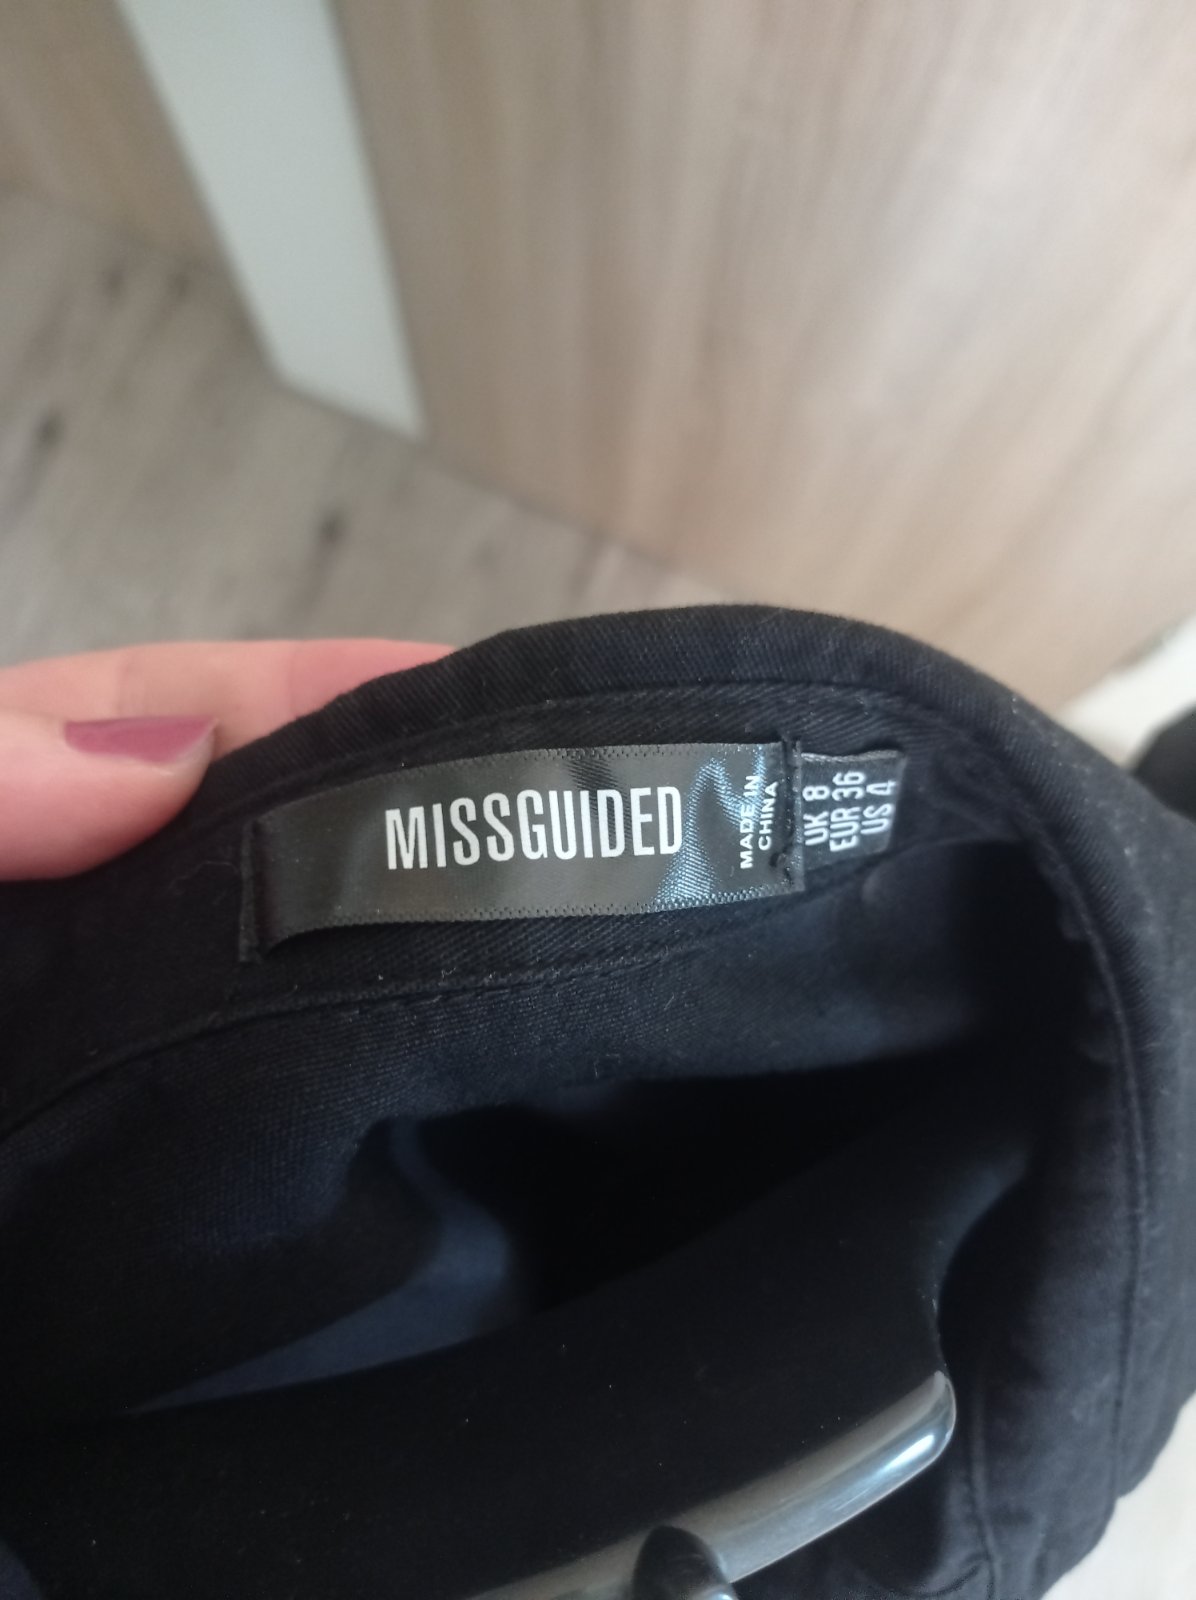 MISSGUIDED
MADE IN
CHINA
UK 8
EUR 36
US 4